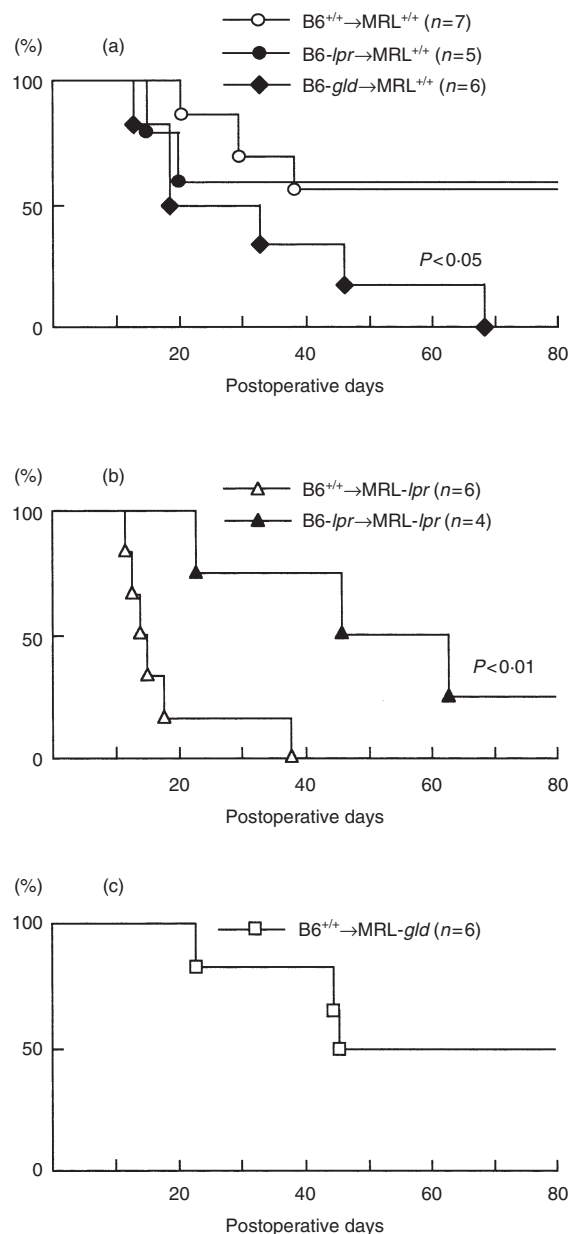 (%) (a)
B6+/+→MRL+/+ (n=7)
B6-lpr→MRL+/+ (n=5)
B6-gld→MRL+/+ (n=6)
100
50
P<0·05
0
20 40 60 80
Postoperative days
(%) (b)
B6+/+→MRL-lpr (n=6)
B6-lpr→MRL-lpr (n=4)
100
50
P<0·01
0
20 40 60 80
Postoperative days
(%) (c)
100
B6+/+→MRL-gld (n=6)
50
0
20 40 60 80
Postoperative days